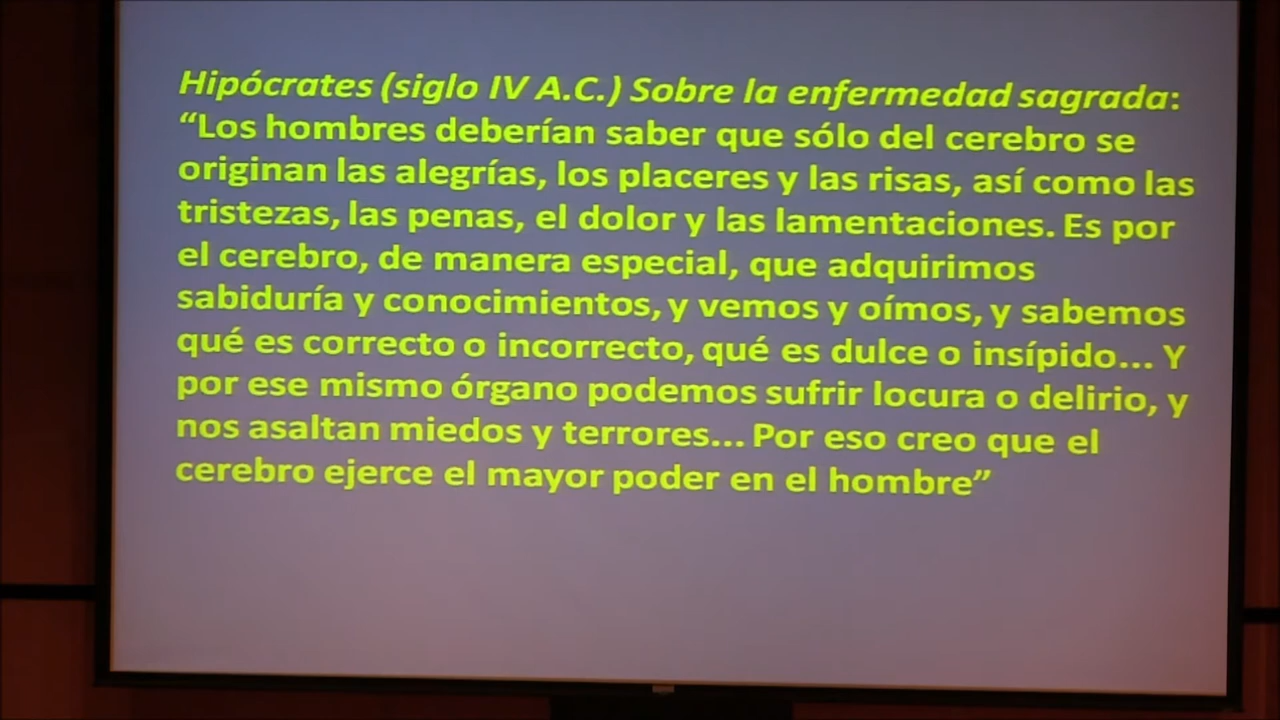 Hipócrates (siglo IV A.C.) Sobre la enfermedad sagrada:
“Los hombres deberían saber que sólo del cerebro se
originan las alegrías, los placeres y las risas, así como las
tristezas, las penas, el dolor y las lamentaciones. Es por
el cerebro, de manera especial, que adquirimos
sabiduría y conocimientos, y vemos y oímos, y sabemos
qué es correcto o incorrecto, qué es dulce o insípido... Y
por ese mismo órgano podemos sufrir locura o delirio, y
nos asaltan miedos y terrores... Por eso creo que el
cerebro ejerce el mayor poder en el hombre”